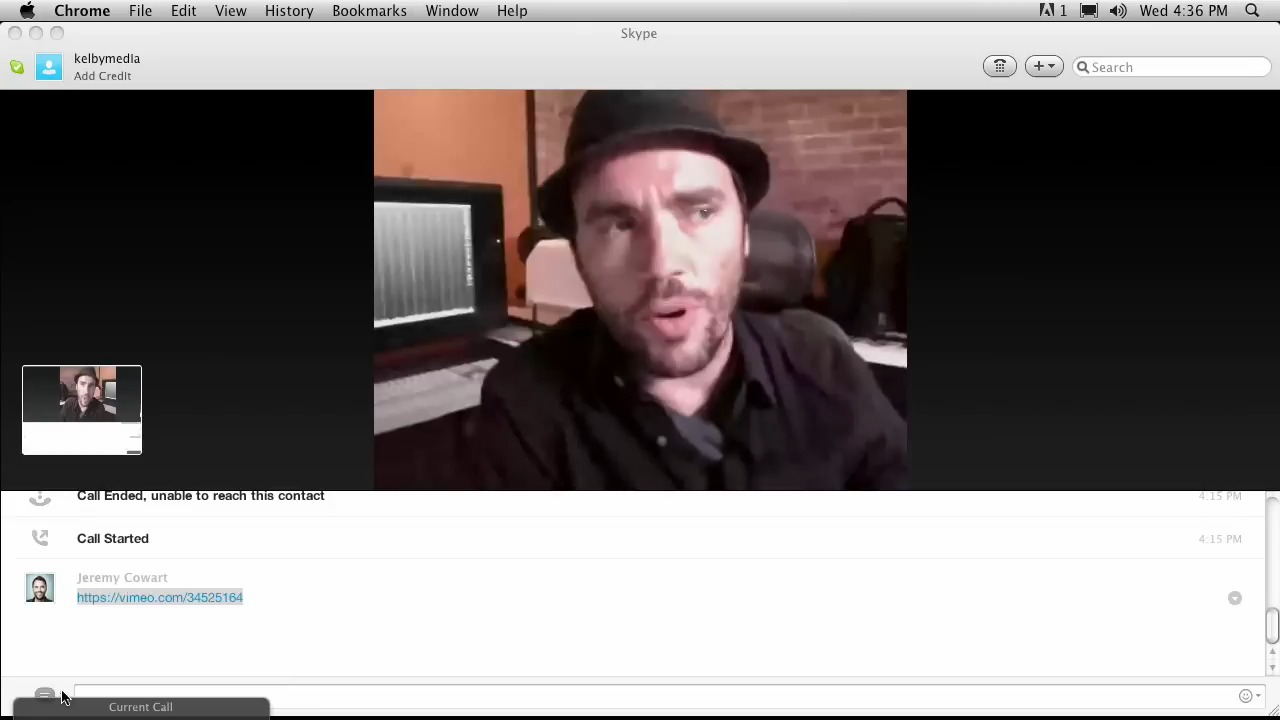 Chrome File Edit View History Bookmarks Window Help 1 Wed 4:36 PM
Skype
kelbymedia
Add Credit
Search
Call Ended, unable to reach this contact 4:15 PM
Call Started 4:15 PM
Jeremy Cowart
https://vimeo.com/34525164
Current Call